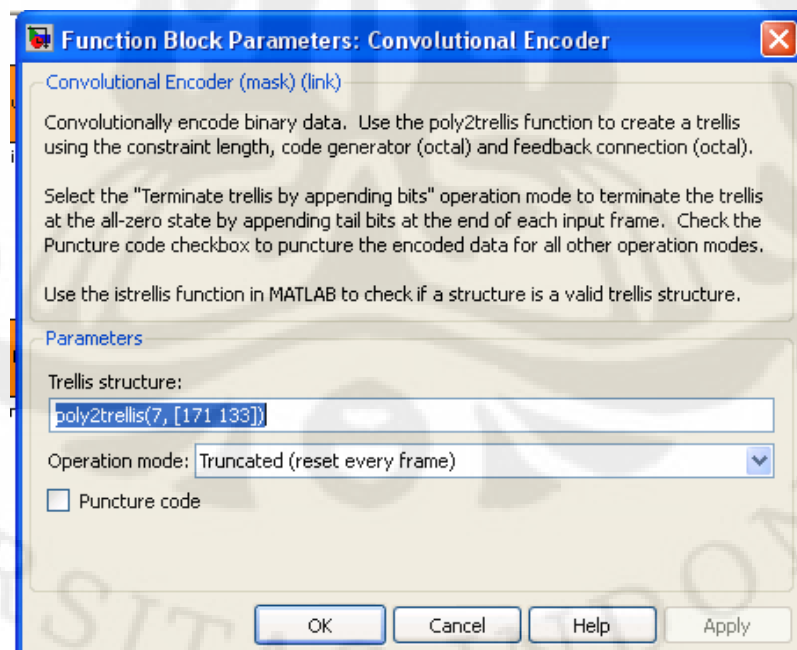 Function Block Parameters: Convolutional Encoder
Convolutional Encoder (mask) (link)
Convolutionally encode binary data.  Use the poly2trellis function to create a trellis
using the constraint length, code generator (octal) and feedback connection (octal).
Select the "Terminate trellis by appending bits" operation mode to terminate the trellis
at the all-zero state by appending tail bits at the end of each input frame.  Check the
Puncture code checkbox to puncture the encoded data for all other operation modes.
Use the istrellis function in MATLAB to check if a structure is a valid trellis structure.
Parameters
Trellis structure:
poly2trellis(7, [171 133])
Operation mode: Truncated (reset every frame)
Puncture code
OK Cancel Help Apply